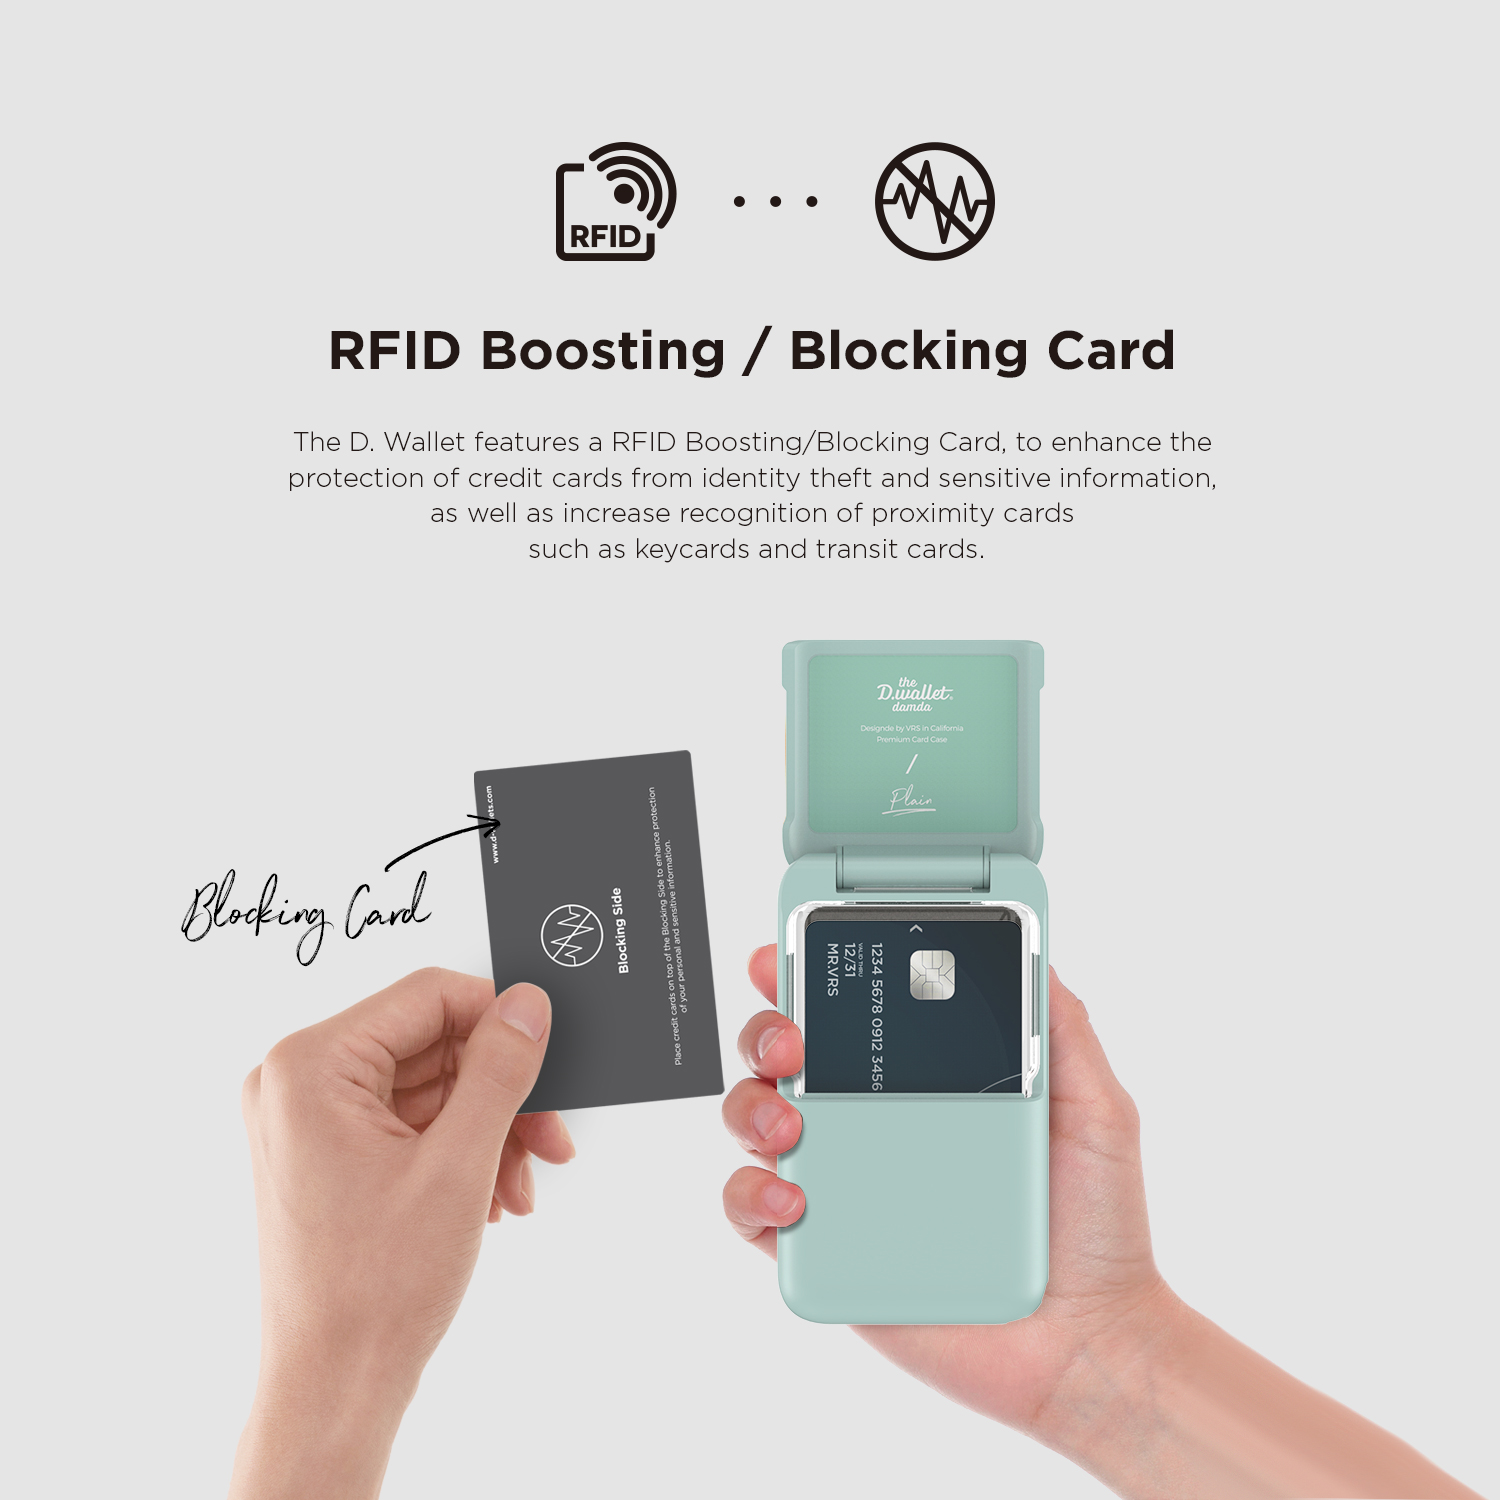 RFID
RFID Boosting / Blocking Card
The D. Wallet features a RFID Boosting/Blocking Card, to enhance the
protection of credit cards from identity theft and sensitive information,
as well as increase recognition of proximity cards
such as keycards and transit cards.
the
D.wallet®
damda
Designde by VRS in California
Premium Card Case
/
Plain
Blocking Card
Blocking Side
Place credit cards on top of the Blocking Side to enhance protection
of your personal and sensitive information.
1234 5678 0912 3456
VALID THRU
12/31
MR.VRS